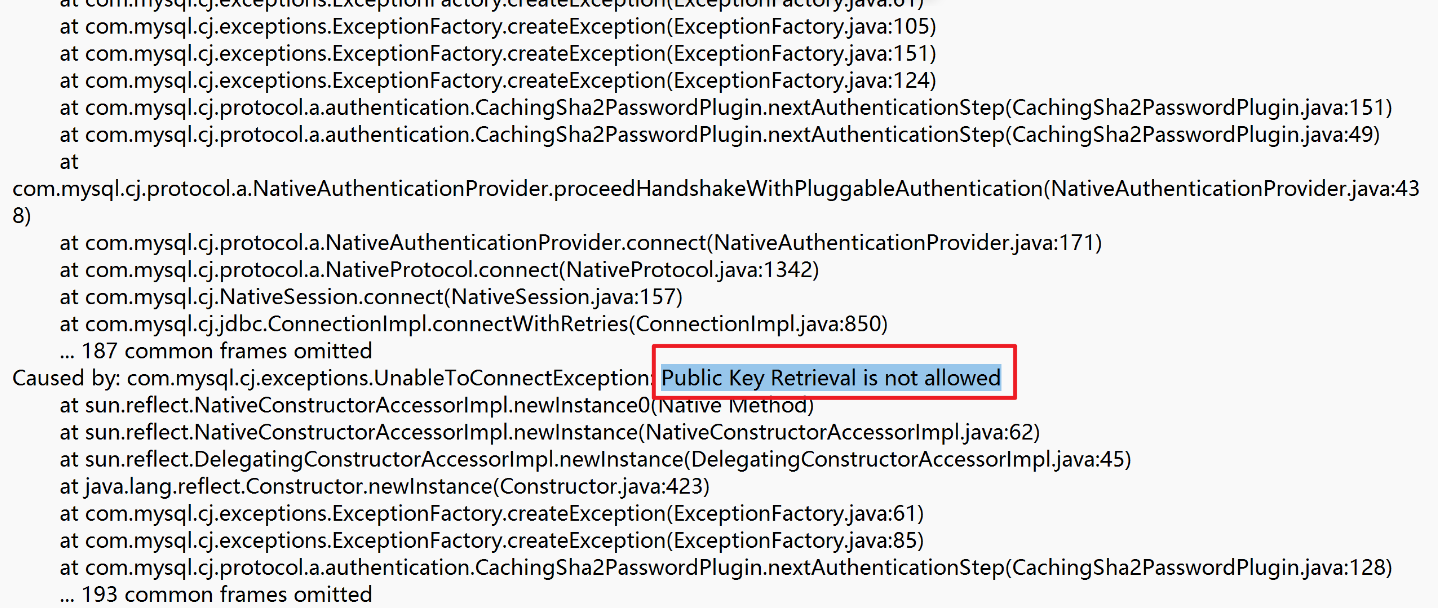 at com.mysql.cj.exceptions.ExceptionFactory.createException(ExceptionFactory.java:61)
at com.mysql.cj.exceptions.ExceptionFactory.createException(ExceptionFactory.java:105)
at com.mysql.cj.exceptions.ExceptionFactory.createException(ExceptionFactory.java:151)
at com.mysql.cj.exceptions.ExceptionFactory.createException(ExceptionFactory.java:124)
at com.mysql.cj.protocol.a.authentication.CachingSha2PasswordPlugin.nextAuthenticationStep(CachingSha2PasswordPlugin.java:151)
at com.mysql.cj.protocol.a.authentication.CachingSha2PasswordPlugin.nextAuthenticationStep(CachingSha2PasswordPlugin.java:49)
at
com.mysql.cj.protocol.a.NativeAuthenticationProvider.proceedHandshakeWithPluggableAuthentication(NativeAuthenticationProvider.java:43
8)
at com.mysql.cj.protocol.a.NativeAuthenticationProvider.connect(NativeAuthenticationProvider.java:171)
at com.mysql.cj.protocol.a.NativeProtocol.connect(NativeProtocol.java:1342)
at com.mysql.cj.NativeSession.connect(NativeSession.java:157)
at com.mysql.cj.jdbc.ConnectionImpl.connectWithRetries(ConnectionImpl.java:850)
... 187 common frames omitted
Caused by: com.mysql.cj.exceptions.UnableToConnectException: Public Key Retrieval is not allowed
at sun.reflect.NativeConstructorAccessorImpl.newInstance0(Native Method)
at sun.reflect.NativeConstructorAccessorImpl.newInstance(NativeConstructorAccessorImpl.java:62)
at sun.reflect.DelegatingConstructorAccessorImpl.newInstance(DelegatingConstructorAccessorImpl.java:45)
at java.lang.reflect.Constructor.newInstance(Constructor.java:423)
at com.mysql.cj.exceptions.ExceptionFactory.createException(ExceptionFactory.java:61)
at com.mysql.cj.exceptions.ExceptionFactory.createException(ExceptionFactory.java:85)
at com.mysql.cj.protocol.a.authentication.CachingSha2PasswordPlugin.nextAuthenticationStep(CachingSha2PasswordPlugin.java:128)
... 193 common frames omitted